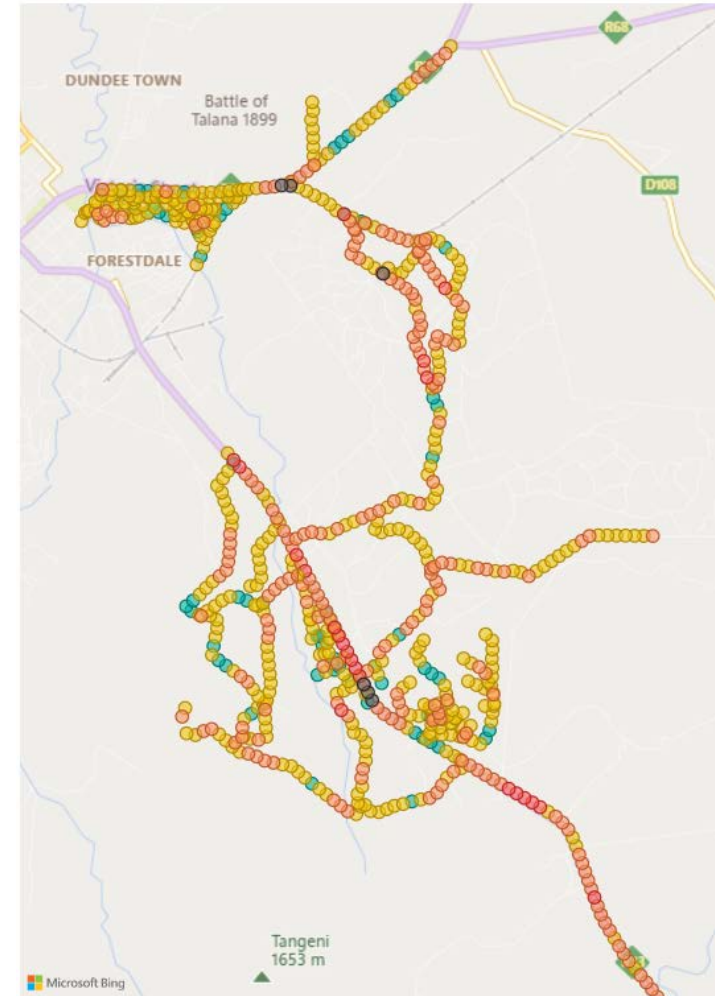 R68
DUNDEE TOWN
Battle of
Talana 1899
D108
FORESTDALE
Tangeni
1653 m
Microsoft Bing